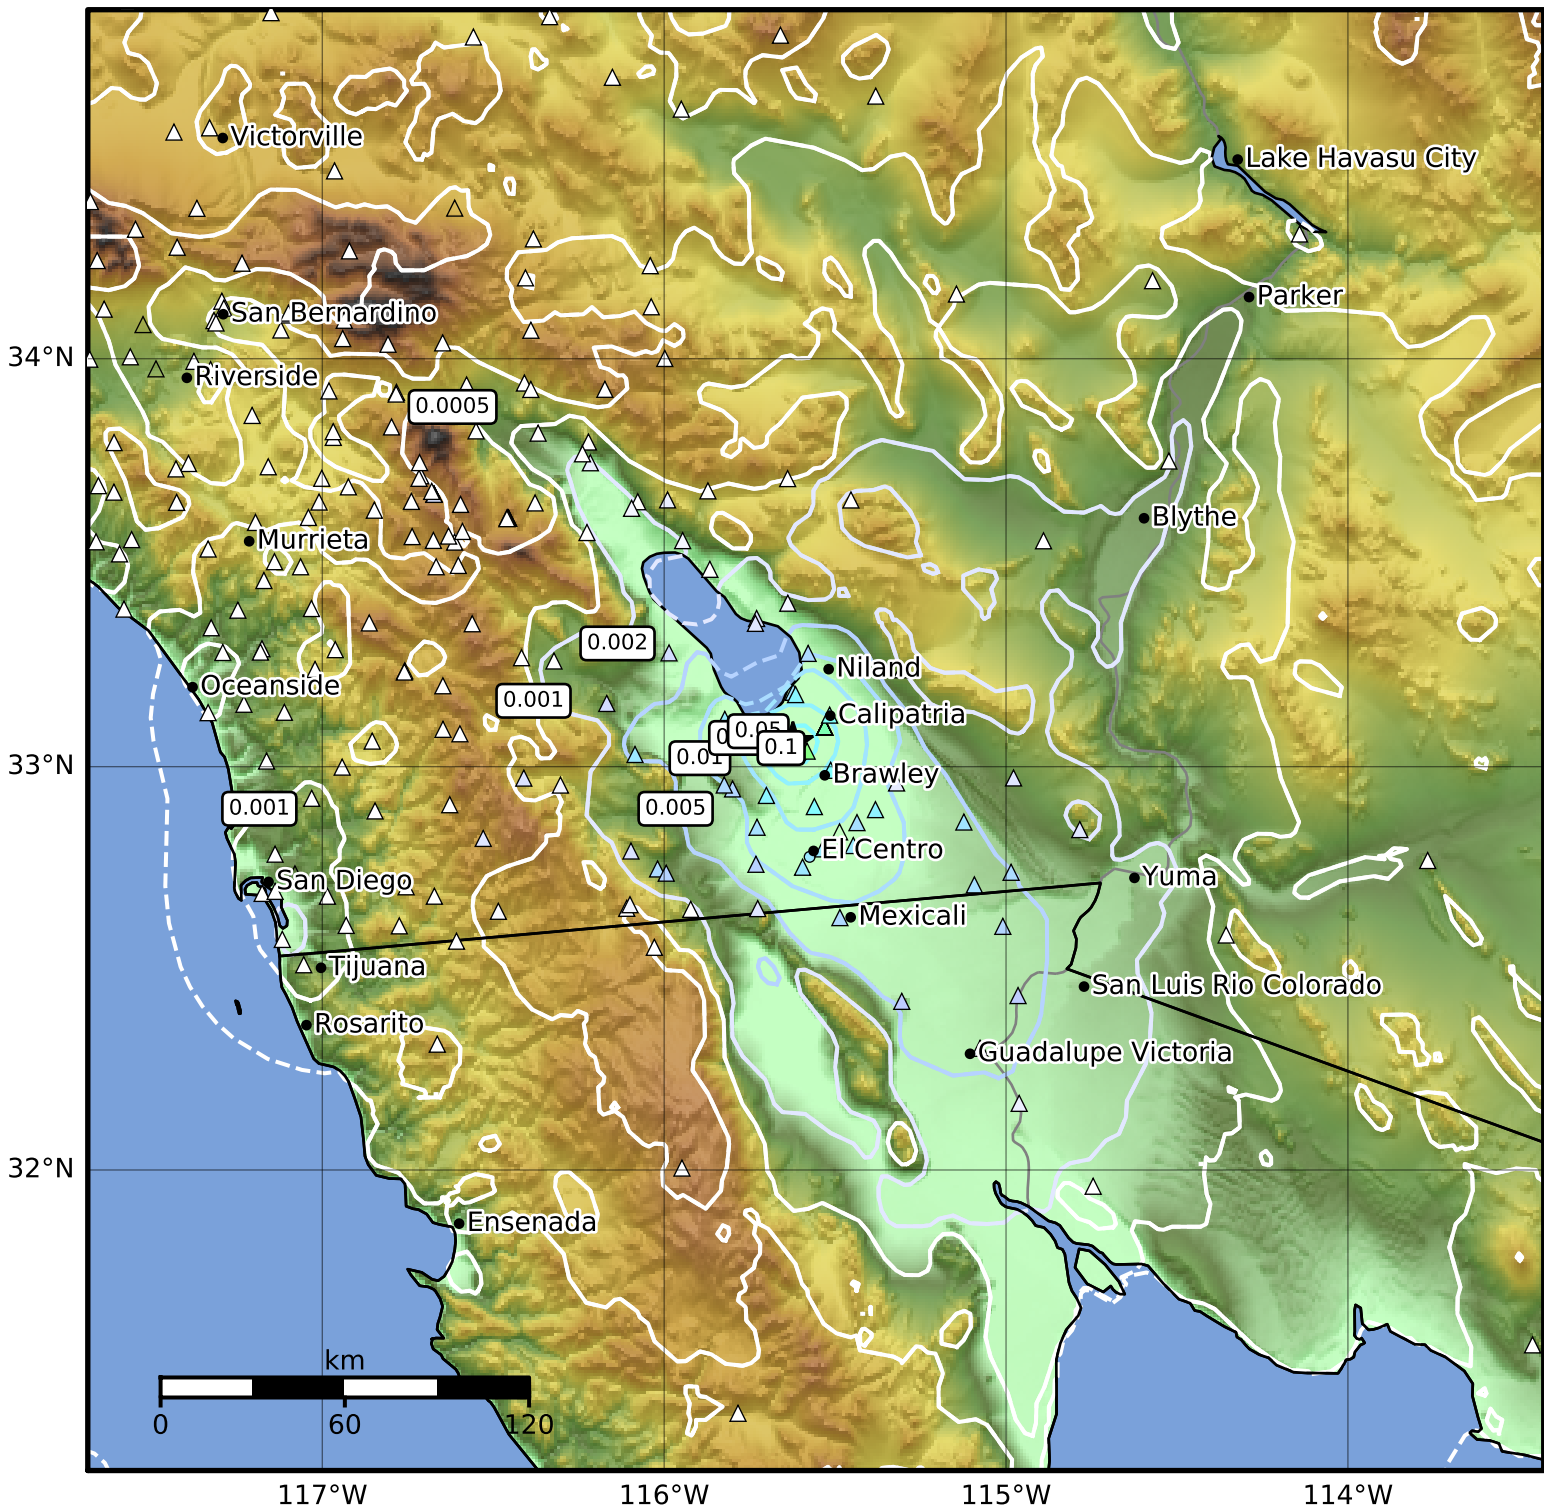 Victorville
Lake Havasu City
Parker
San Bernardino
34°N
Riverside
0.0005
Blythe
Murrieta
0.002
Niland
Oceanside
0.001
Calipatria
0.05
0.1
0.01
33°N
Brawley
0.001
0.005
El Centro
San Diego
Yuma
Mexicali
Tijuana
San Luis Rio Colorado
Rosarito
Guadalupe Victoria
32°N
Ensenada
km
0 60 120
117°W 116°W 115°W 114°W